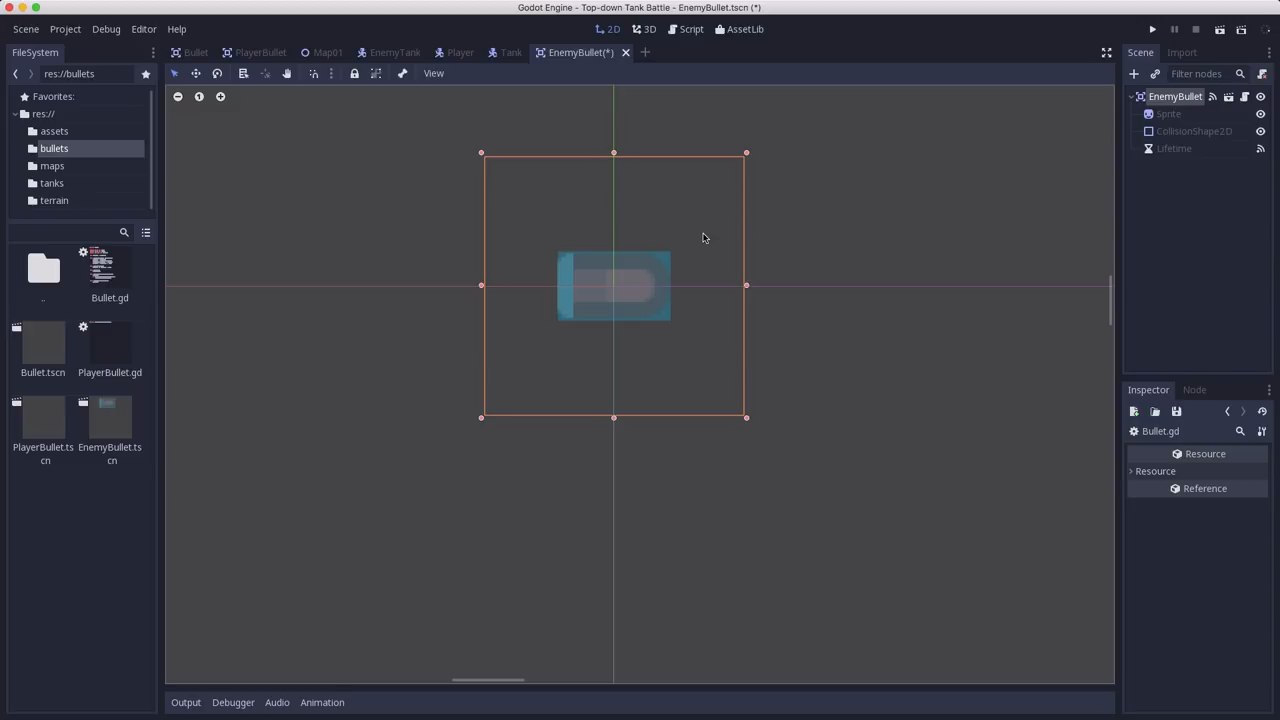 Godot Engine - Top-down Tank Battle - EnemyBullet.tscn (*)
Scene Project Debug Editor Help
2D 3D Script AssetLib
FileSystem
Bullet PlayerBullet Map01 EnemyTank Player Tank EnemyBullet(*)
Scene Import
res://bullets
View
Filter nodes
Favorites:
res://
assets
bullets
maps
tanks
terrain
EnemyBullet
Sprite
CollisionShape2D
Lifetime
.. Bullet.gd
Bullet.tscn PlayerBullet.gd
PlayerBullet.ts
cn
EnemyBullet.ts
cn
Inspector Node
Bullet.gd
Resource
Resource
Reference
Output Debugger Audio Animation